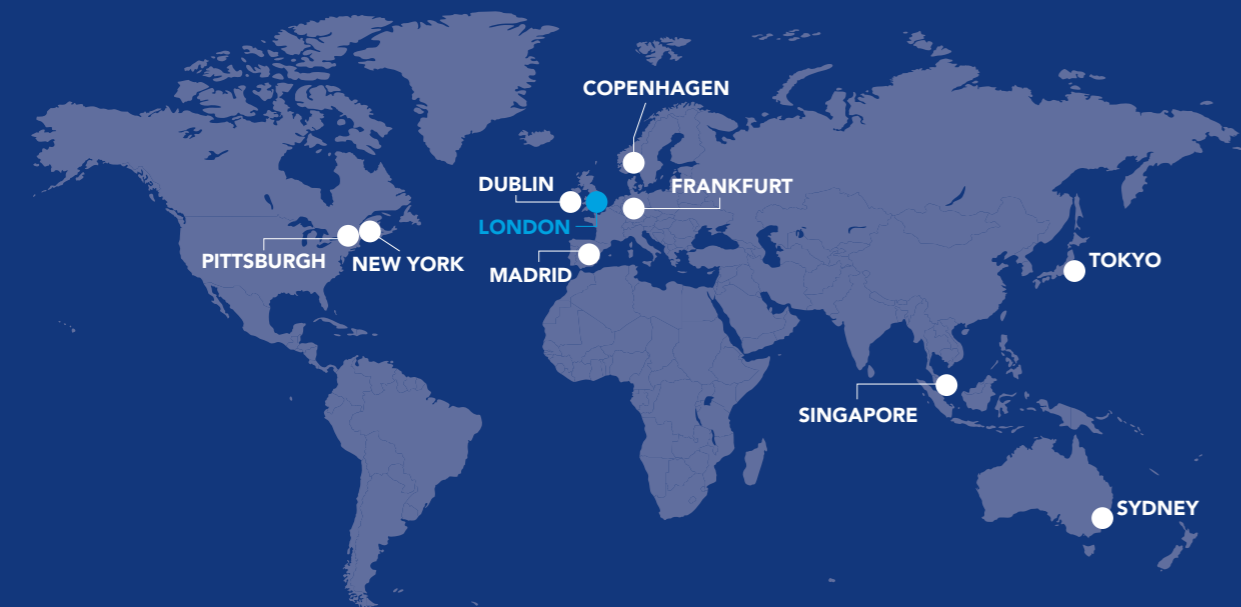 COPENHAGEN
DUBLIN
FRANKFURT
LONDON
PITTSBURGH
NEW YORK
MADRID
TOKYO
SINGAPORE
SYDNEY